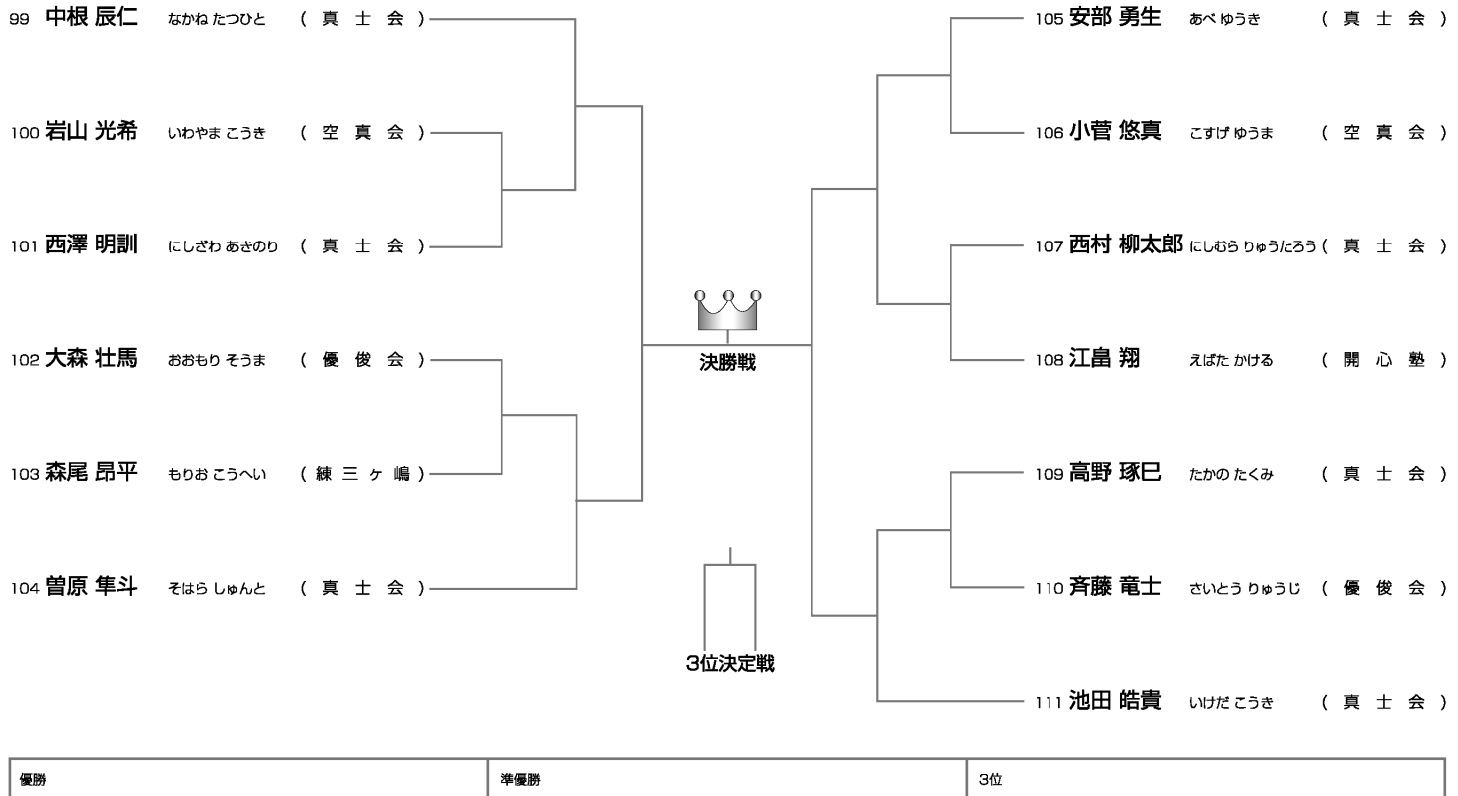 99 中根 辰仁 なかね たつひと ( 真 士 会 )
100 岩山 光希 いわやま こうき ( 空 真 会 )
101 西澤 明訓 にしざわ あきのり ( 真 士 会 )
102 大森 壮馬 おおもり そうま ( 優 俊 会 )
103 森尾 昂平 もりお こうへい ( 練 三 ヶ 嶋 )
104 曽原 隼斗 そはら しゅんと ( 真 士 会 )
決勝戦
3位決定戦
105 安部 勇生 あべ ゆうき ( 真 士 会 )
106 小菅 悠真 こすげ ゆうま ( 空 真 会 )
107 西村 柳太郎 にしむら りゅうたろう ( 真 士 会 )
108 江畠 翔 えばた かける ( 開 心 塾 )
109 高野 琢巳 たかの たくみ ( 真 士 会 )
110 斉藤 竜士 さいとう りゅうじ ( 優 俊 会 )
111 池田 皓貴 いけだ こうき ( 真 士 会 )
優勝
準優勝
3位